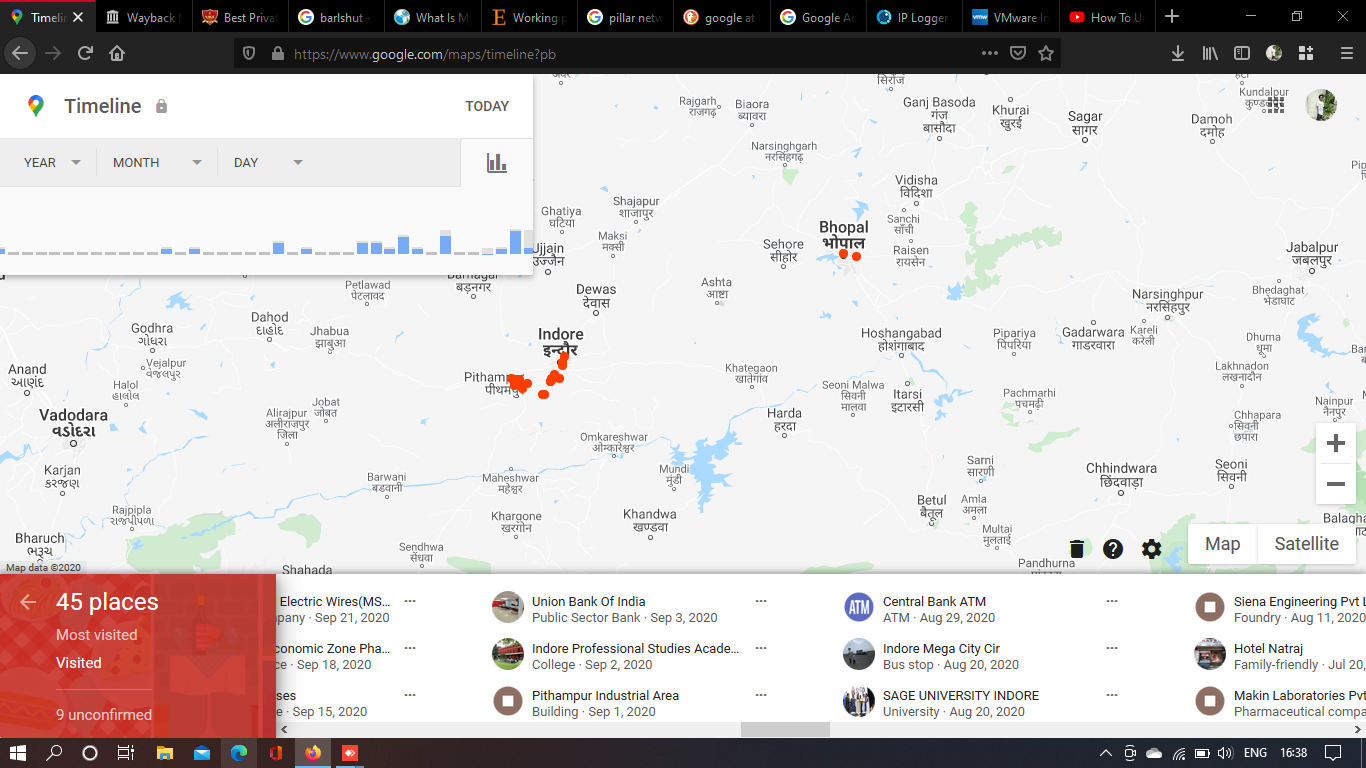 Timelin
Wayback
Best Privat
barlshut -
What Is M
Working p
pillar netw
google at
Google Ac
IP Logger
VMware In
How To U
https://www.google.com/maps/timeline?pb
Timeline
TODAY
YEAR
MONTH
DAY
Rajgarh
राजगढ़
Biaora
ब्यावरा
सिरोंज
Ganj Basoda
गंज
बासौदा
Khurai
खुरई
Sagar
सागर
Kundalpur
Damoh
दमोह
Narsinghgarh
नरसिंहगढ़
Vidisha
विदिशा
Shajapur
शाजापुर
Ghatiya
घटिया
Maksi
मक्सी
Sanchi
साँची
Bhopal
भोपाल
Sehore
सीहोर
Raisen
रायसेन
Ujjain
उज्जैन
Jabalpur
जबलपुर
Barnagar
बड़नगर
Petlawad
पेटलावद
Dewas
देवास
Ashta
आष्टा
Narsinghpur
नरसिंहपुर
Bhedaghat
भेडाघाट
Dahod
દાહોદ
Godhra
ગોધરા
Jhabua
झाबुआ
Indore
इन्दौर
Hoshangabad
होशंगाबाद
Pipariya
पिपरिया
Gadarwara
गाडरवारा
Kareli
करेली
Dhuma
धूमा
Vejalpur
વેજલપુર
Anand
આણંદ
Halol
હાલોલ
Pithampur
पीथमपुर
Khategaon
खातेगाँव
Seoni Malwa
सिवनी
मालवा
Itarsi
इटारसी
Lakhnadon
लखनादौन
Pachmarhi
पचमढ़ी
Nainpur
नैनपुर
Vadodara
વડોદરા
Alirajpur
अलीराजपुर
जिला
Jobat
जोबत
Harda
हरदा
Chhapara
सिवनी
छपारा
Omkareshwar
ओम्कारेश्वर
Karjan
કરજણ
Barwani
बडवानी
Maheshwar
महेश्वर
Mundi
मुंडी
Sarni
सारणी
Chhindwara
छिंदवाड़ा
Seoni
सिवनी
Rajpipla
રાજપીપળા
Khargone
खरगोन
Khandwa
खण्डवा
Betul
बैतूल
Amla
अमला
Multai
मुलताई
Balagha
Bharuch
ભરૂચ
Sendhwa
सेंधवा
Shahada
Pandhurna
Map
Satellite
Map data ©2020
45 places
Most visited
Visited
9 unconfirmed
Electric Wires(MS...
pany · Sep 21, 2020
conomic Zone Pha...
ce · Sep 18, 2020
ses
e · Sep 15, 2020
Union Bank Of India
Public Sector Bank · Sep 3, 2020
Indore Professional Studies Acade...
College · Sep 2, 2020
Pithampur Industrial Area
Building · Sep 1, 2020
ATM
Central Bank ATM
ATM · Aug 29, 2020
Indore Mega City Cir
Bus stop · Aug 20, 2020
SAGE UNIVERSITY INDORE
University · Aug 20, 2020
Siena Engineering Pvt L
Foundry · Aug 11, 2020
Hotel Natraj
Family-friendly · Jul 20,
Makin Laboratories Pvt
Pharmaceutical compa
ENG
16:38